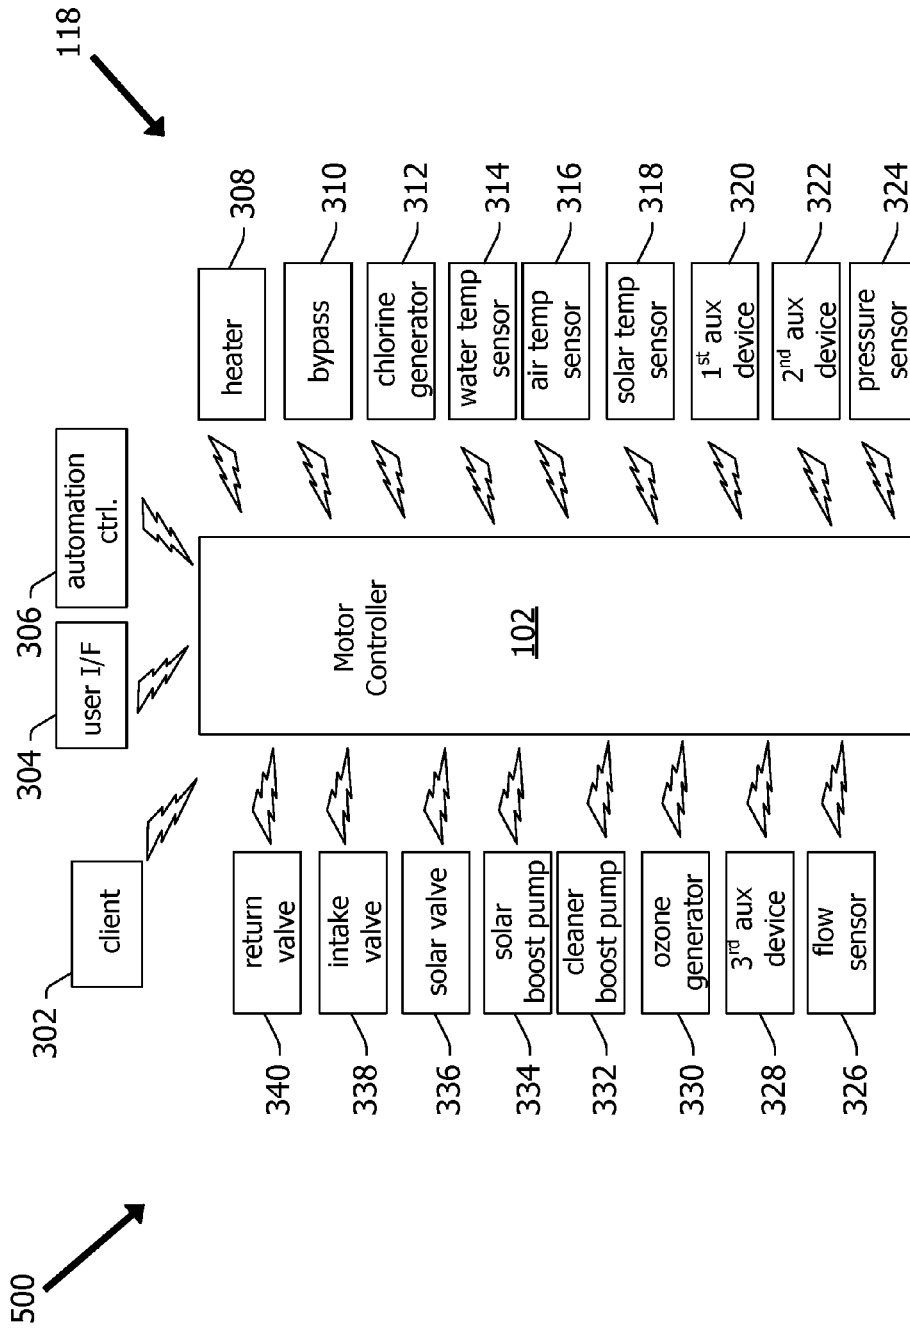 500
118
302
client
304
user I/F
306
automation
ctrl.
340
return
valve
338
intake
valve
336
solar valve
334
solar
boost pump
332
cleaner
boost pump
330
ozone
generator
328
3rd aux
device
326
flow
sensor
Motor
Controller
102
heater
308
bypass
310
chlorine
generator
312
water temp
sensor
314
air temp
sensor
316
solar temp
sensor
318
1st aux
device
320
2nd aux
device
322
pressure
sensor
324